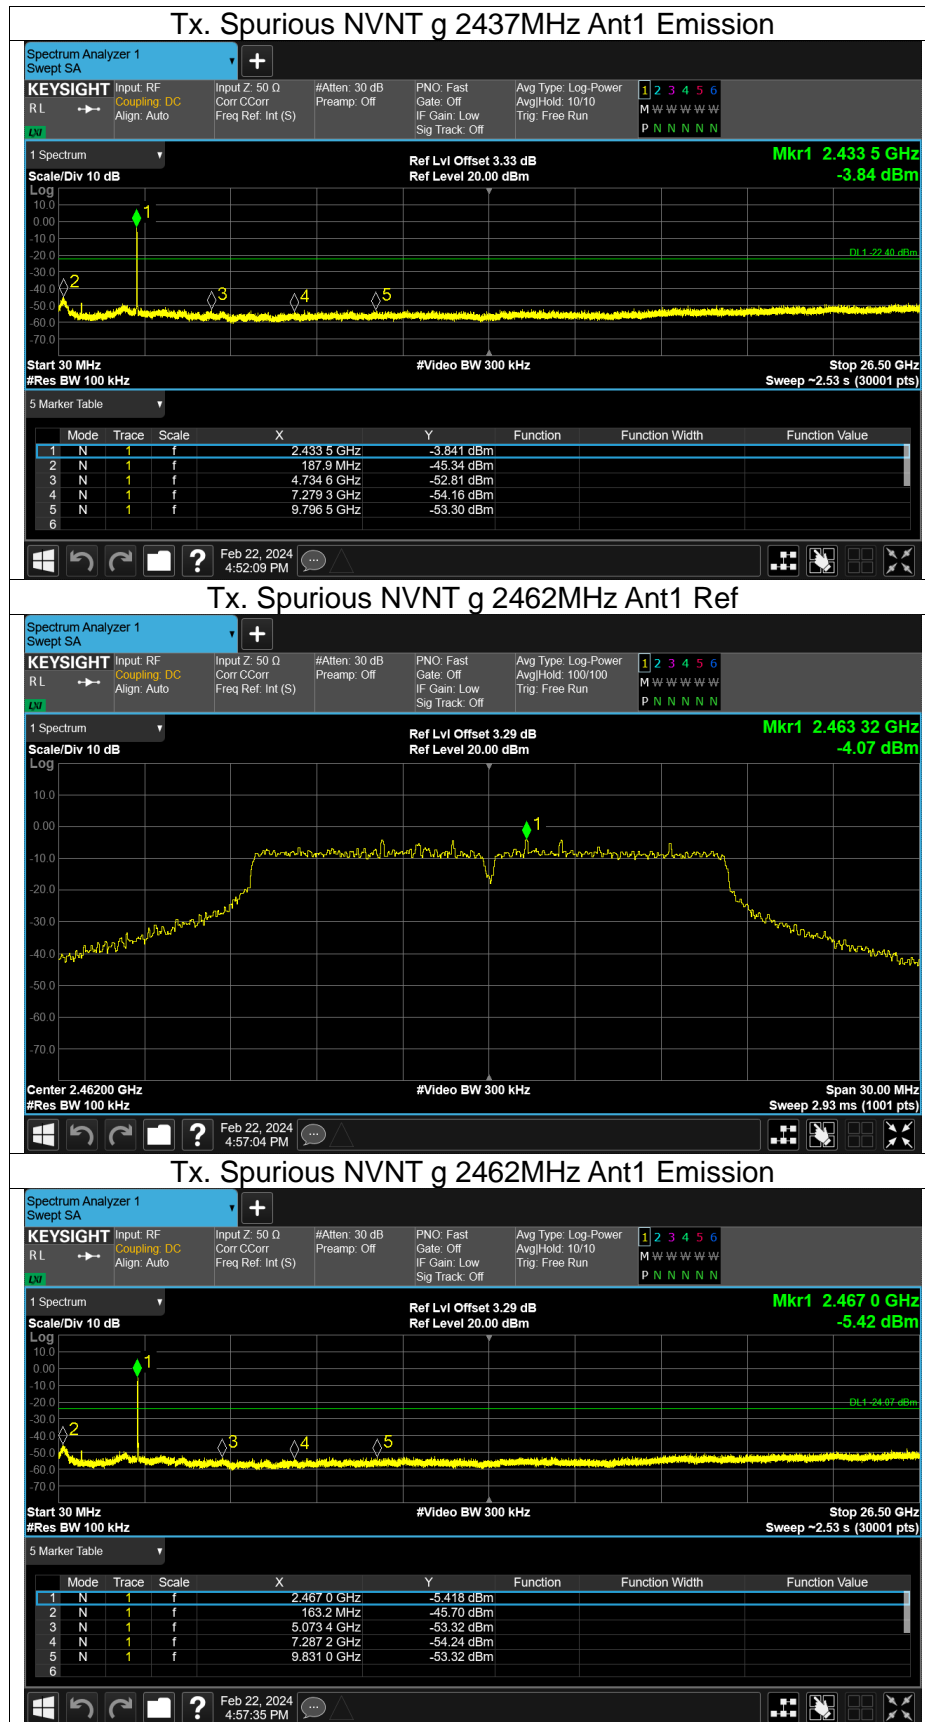 Tx. Spurious NVNT g 2437MHz Ant1 Emission
Spectrum Analyzer 1
Swept SA
+
KEYSIGHT Input: RF Input Z: 50 Ω #Atten: 30 dB PNO: Fast Avg Type: Log-Power 1 2 3 4 5 6
RL Coupling: DC Corr CCorr Preamp: Off Gate: Off Avg|Hold: 10/10 M W W W W W
Align: Auto Freq Ref: Int (S) IF Gain: Low Trig: Free Run
LXI Sig Track: Off P N N N N N
1 Spectrum Ref Lvl Offset 3.33 dB Mkr1 2.433 5 GHz
Scale/Div 10 dB Ref Level 20.00 dBm -3.84 dBm
Log
10.0
0.00
-10.0
-20.0
-30.0
-40.0
-50.0
-60.0
-70.0
1
DL1 -22.40 dBm
2
3
4
5
Start 30 MHz #Video BW 300 kHz Stop 26.50 GHz
#Res BW 100 kHz Sweep ~2.53 s (30001 pts)
5 Marker Table
Mode Trace Scale X Y Function Function Width Function Value
1 N 1 f 2.433 5 GHz -3.841 dBm
2 N 1 f 187.9 MHz -45.34 dBm
3 N 1 f 4.734 6 GHz -52.81 dBm
4 N 1 f 7.279 3 GHz -54.16 dBm
5 N 1 f 9.796 5 GHz -53.30 dBm
6
? Feb 22, 2024
4:52:09 PM
Tx. Spurious NVNT g 2462MHz Ant1 Ref
Spectrum Analyzer 1
Swept SA
+
KEYSIGHT Input: RF Input Z: 50 Ω #Atten: 30 dB PNO: Fast Avg Type: Log-Power 1 2 3 4 5 6
RL Coupling: DC Corr CCorr Preamp: Off Gate: Off Avg|Hold: 100/100 M W W W W W
Align: Auto Freq Ref: Int (S) IF Gain: Low Trig: Free Run
LXI Sig Track: Off P N N N N N
1 Spectrum Ref Lvl Offset 3.29 dB Mkr1 2.463 32 GHz
Scale/Div 10 dB Ref Level 20.00 dBm -4.07 dBm
Log
10.0
0.00
-10.0
-20.0
-30.0
-40.0
-50.0
-60.0
-70.0
1
Center 2.46200 GHz #Video BW 300 kHz Span 30.00 MHz
#Res BW 100 kHz Sweep 2.93 ms (1001 pts)
? Feb 22, 2024
4:57:04 PM
Tx. Spurious NVNT g 2462MHz Ant1 Emission
Spectrum Analyzer 1
Swept SA
+
KEYSIGHT Input: RF Input Z: 50 Ω #Atten: 30 dB PNO: Fast Avg Type: Log-Power 1 2 3 4 5 6
RL Coupling: DC Corr CCorr Preamp: Off Gate: Off Avg|Hold: 10/10 M W W W W W
Align: Auto Freq Ref: Int (S) IF Gain: Low Trig: Free Run
LXI Sig Track: Off P N N N N N
1 Spectrum Ref Lvl Offset 3.29 dB Mkr1 2.467 0 GHz
Scale/Div 10 dB Ref Level 20.00 dBm -5.42 dBm
Log
10.0
0.00
-10.0
-20.0
-30.0
-40.0
-50.0
-60.0
-70.0
1
DL1 -24.07 dBm
2
3
4
5
Start 30 MHz #Video BW 300 kHz Stop 26.50 GHz
#Res BW 100 kHz Sweep ~2.53 s (30001 pts)
5 Marker Table
Mode Trace Scale X Y Function Function Width Function Value
1 N 1 f 2.467 0 GHz -5.418 dBm
2 N 1 f 163.2 MHz -45.70 dBm
3 N 1 f 5.073 4 GHz -53.32 dBm
4 N 1 f 7.287 2 GHz -54.24 dBm
5 N 1 f 9.831 0 GHz -53.32 dBm
6
? Feb 22, 2024
4:57:35 PM